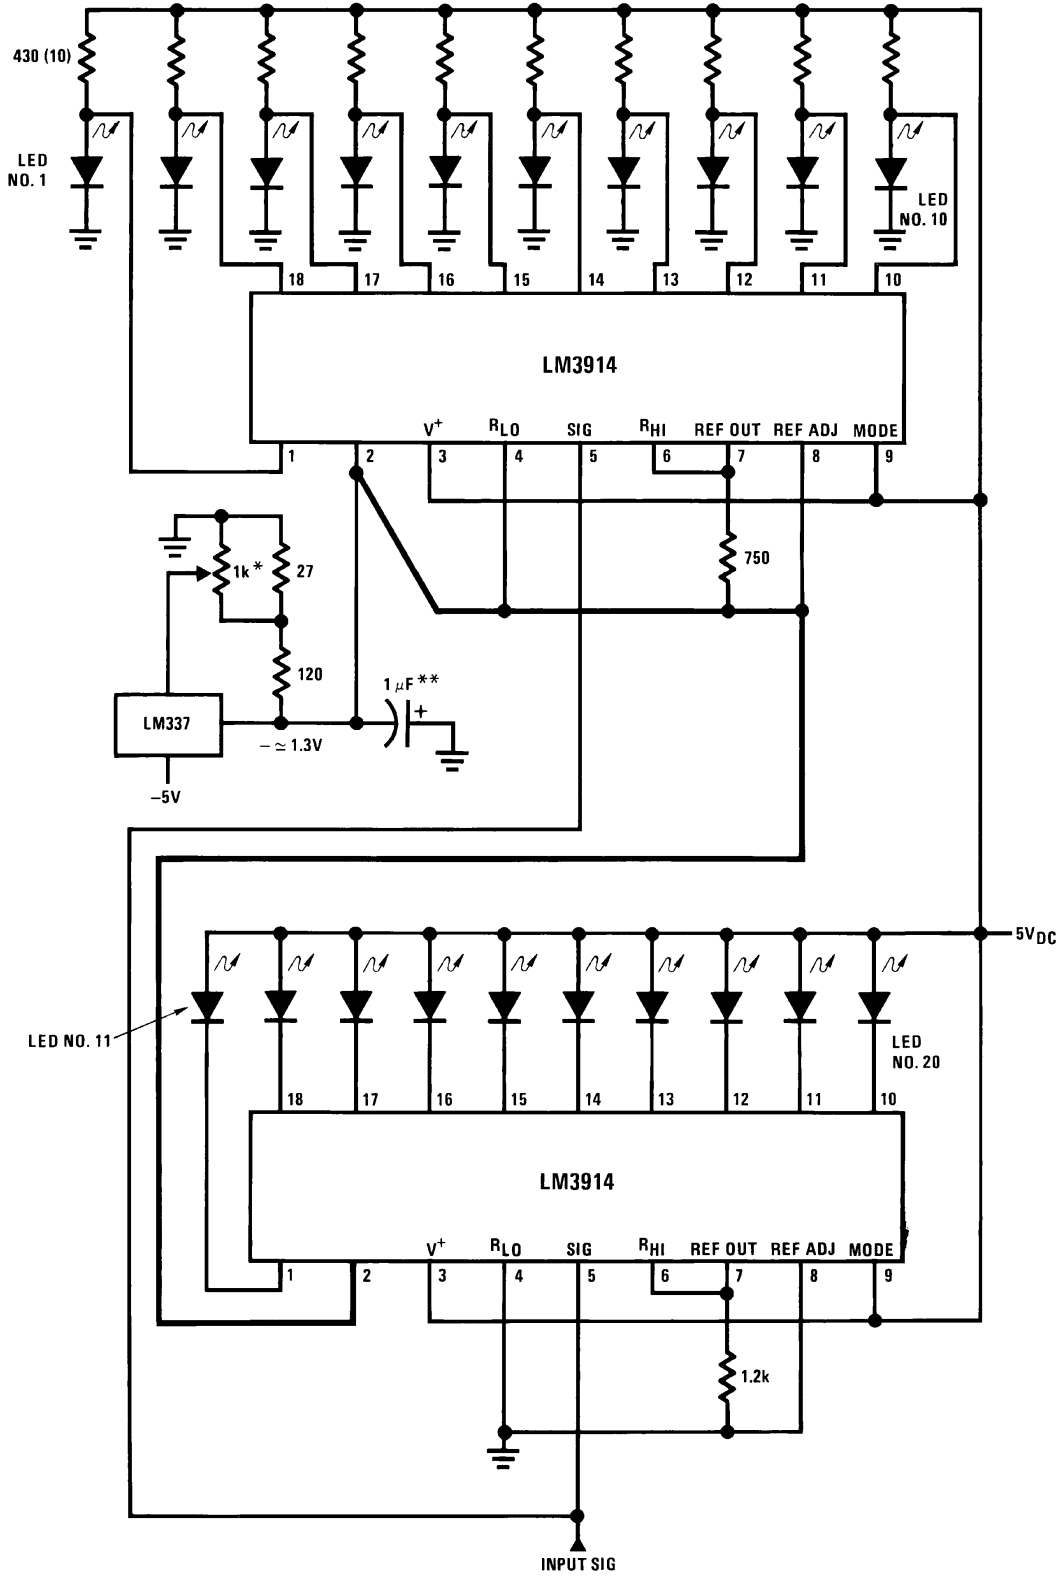 430 (10)
LED
NO. 1
LED
NO. 10
18 17 16 15 14 13 12 11 10
LM3914
V+ RLO SIG RHI REF OUT REF ADJ MODE
1 2 3 4 5 6 7 8 9
1k* 27
750
120
1 µF**
+
LM337
– ≃ 1.3V
–5V
5VDC
LED NO. 11
LED
NO. 20
18 17 16 15 14 13 12 11 10
LM3914
V+ RLO SIG RHI REF OUT REF ADJ MODE
1 2 3 4 5 6 7 8 9
1.2k
INPUT SIG